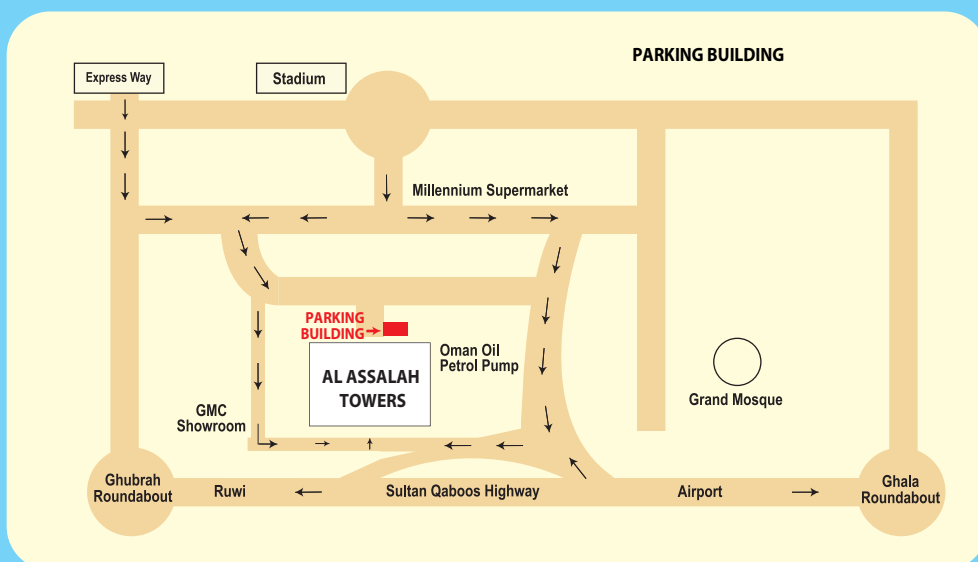 PARKING BUILDING
Express Way
Stadium
Millennium Supermarket
PARKING
BUILDING
Oman Oil
Petrol Pump
AL ASSALAH
TOWERS
Grand Mosque
GMC
Showroom
Ghubrah
Roundabout
Ruwi
Sultan Qaboos Highway
Airport
Ghala
Roundabout